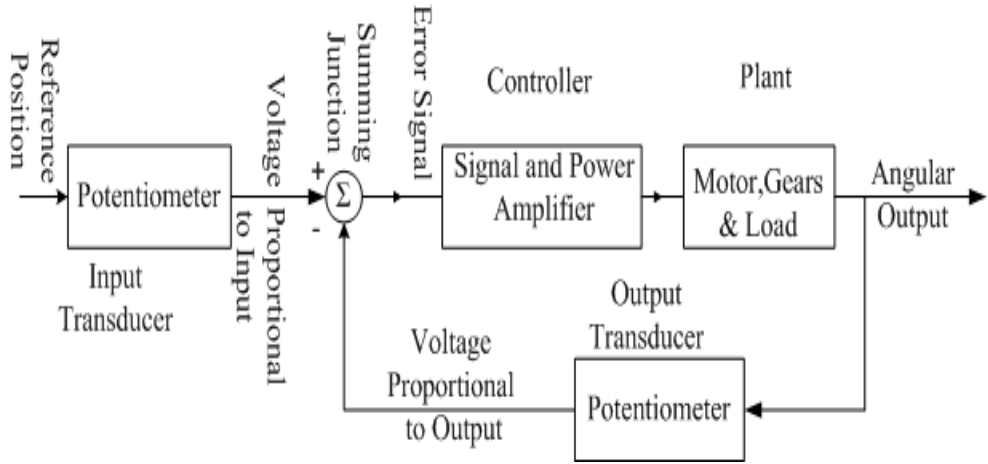 Reference
Position
Potentiometer
Input
Transducer
Voltage Proportional
to Input
Summing
Junction
+
Σ
-
Error Signal
Controller
Signal and Power
Amplifier
Plant
Motor,Gears
& Load
Angular
Output
Output
Transducer
Potentiometer
Voltage
Proportional
to Output